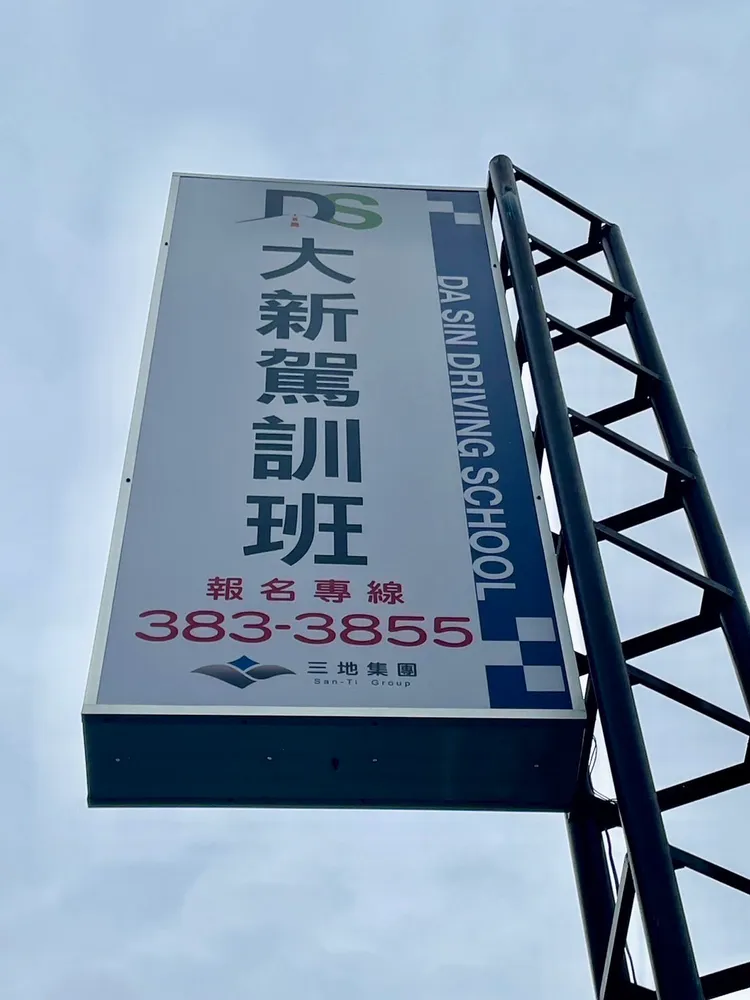 DS
大新駕訓班
報名專線
383-3855
三地集團
San-Ti Group
DA SIN DRIVING SCHOOL